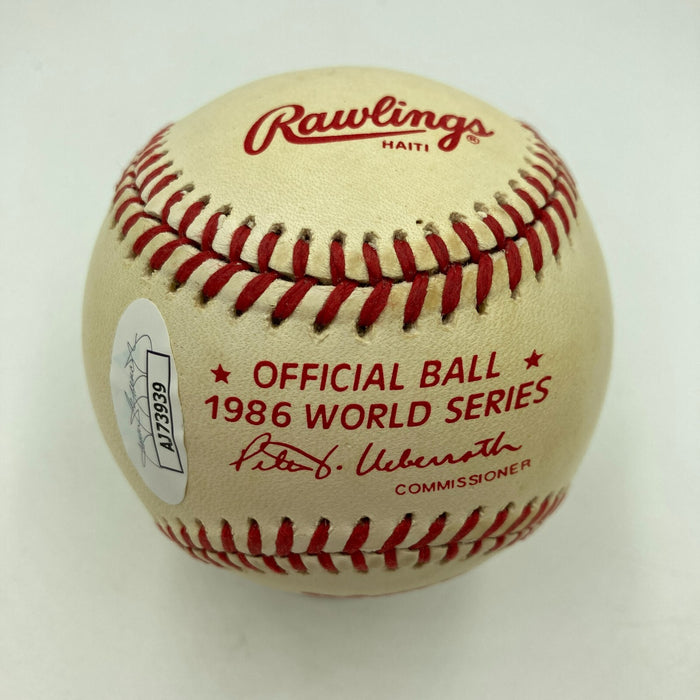 Rawlings®
HAITI
★ OFFICIAL BALL ★
1986 WORLD SERIES
Peter V. Ueberroth
COMMISSIONER
AJ73939